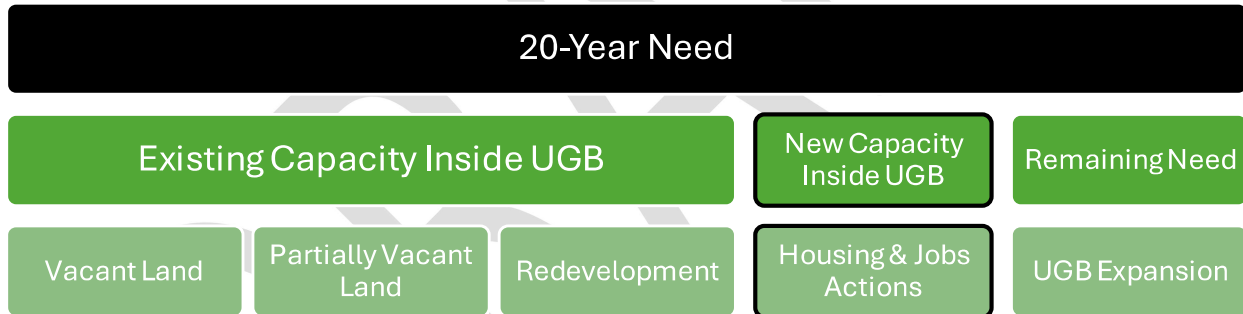 20-Year Need
Existing Capacity Inside UGB
New Capacity
Inside UGB
Remaining Need
Vacant Land
Partially Vacant
Land
Redevelopment
Housing & Jobs
Actions
UGB Expansion